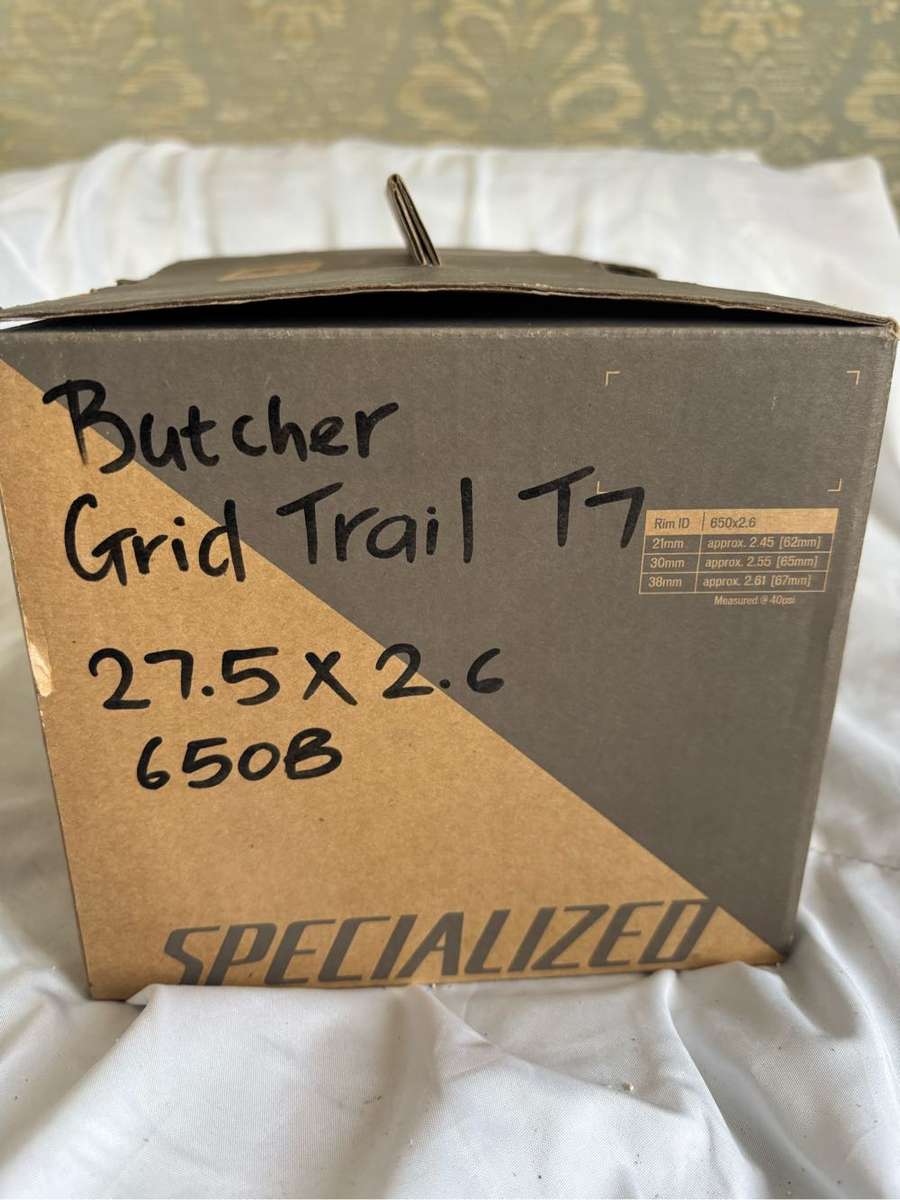 Butcher
Grid Trail T7
27.5 X 2.6
650B
Rim ID 650x2.6
21mm approx. 2.45 [62mm]
30mm approx. 2.55 [65mm]
38mm approx. 2.61 [67mm]
Measured @ 40psi
SPECIALIZED